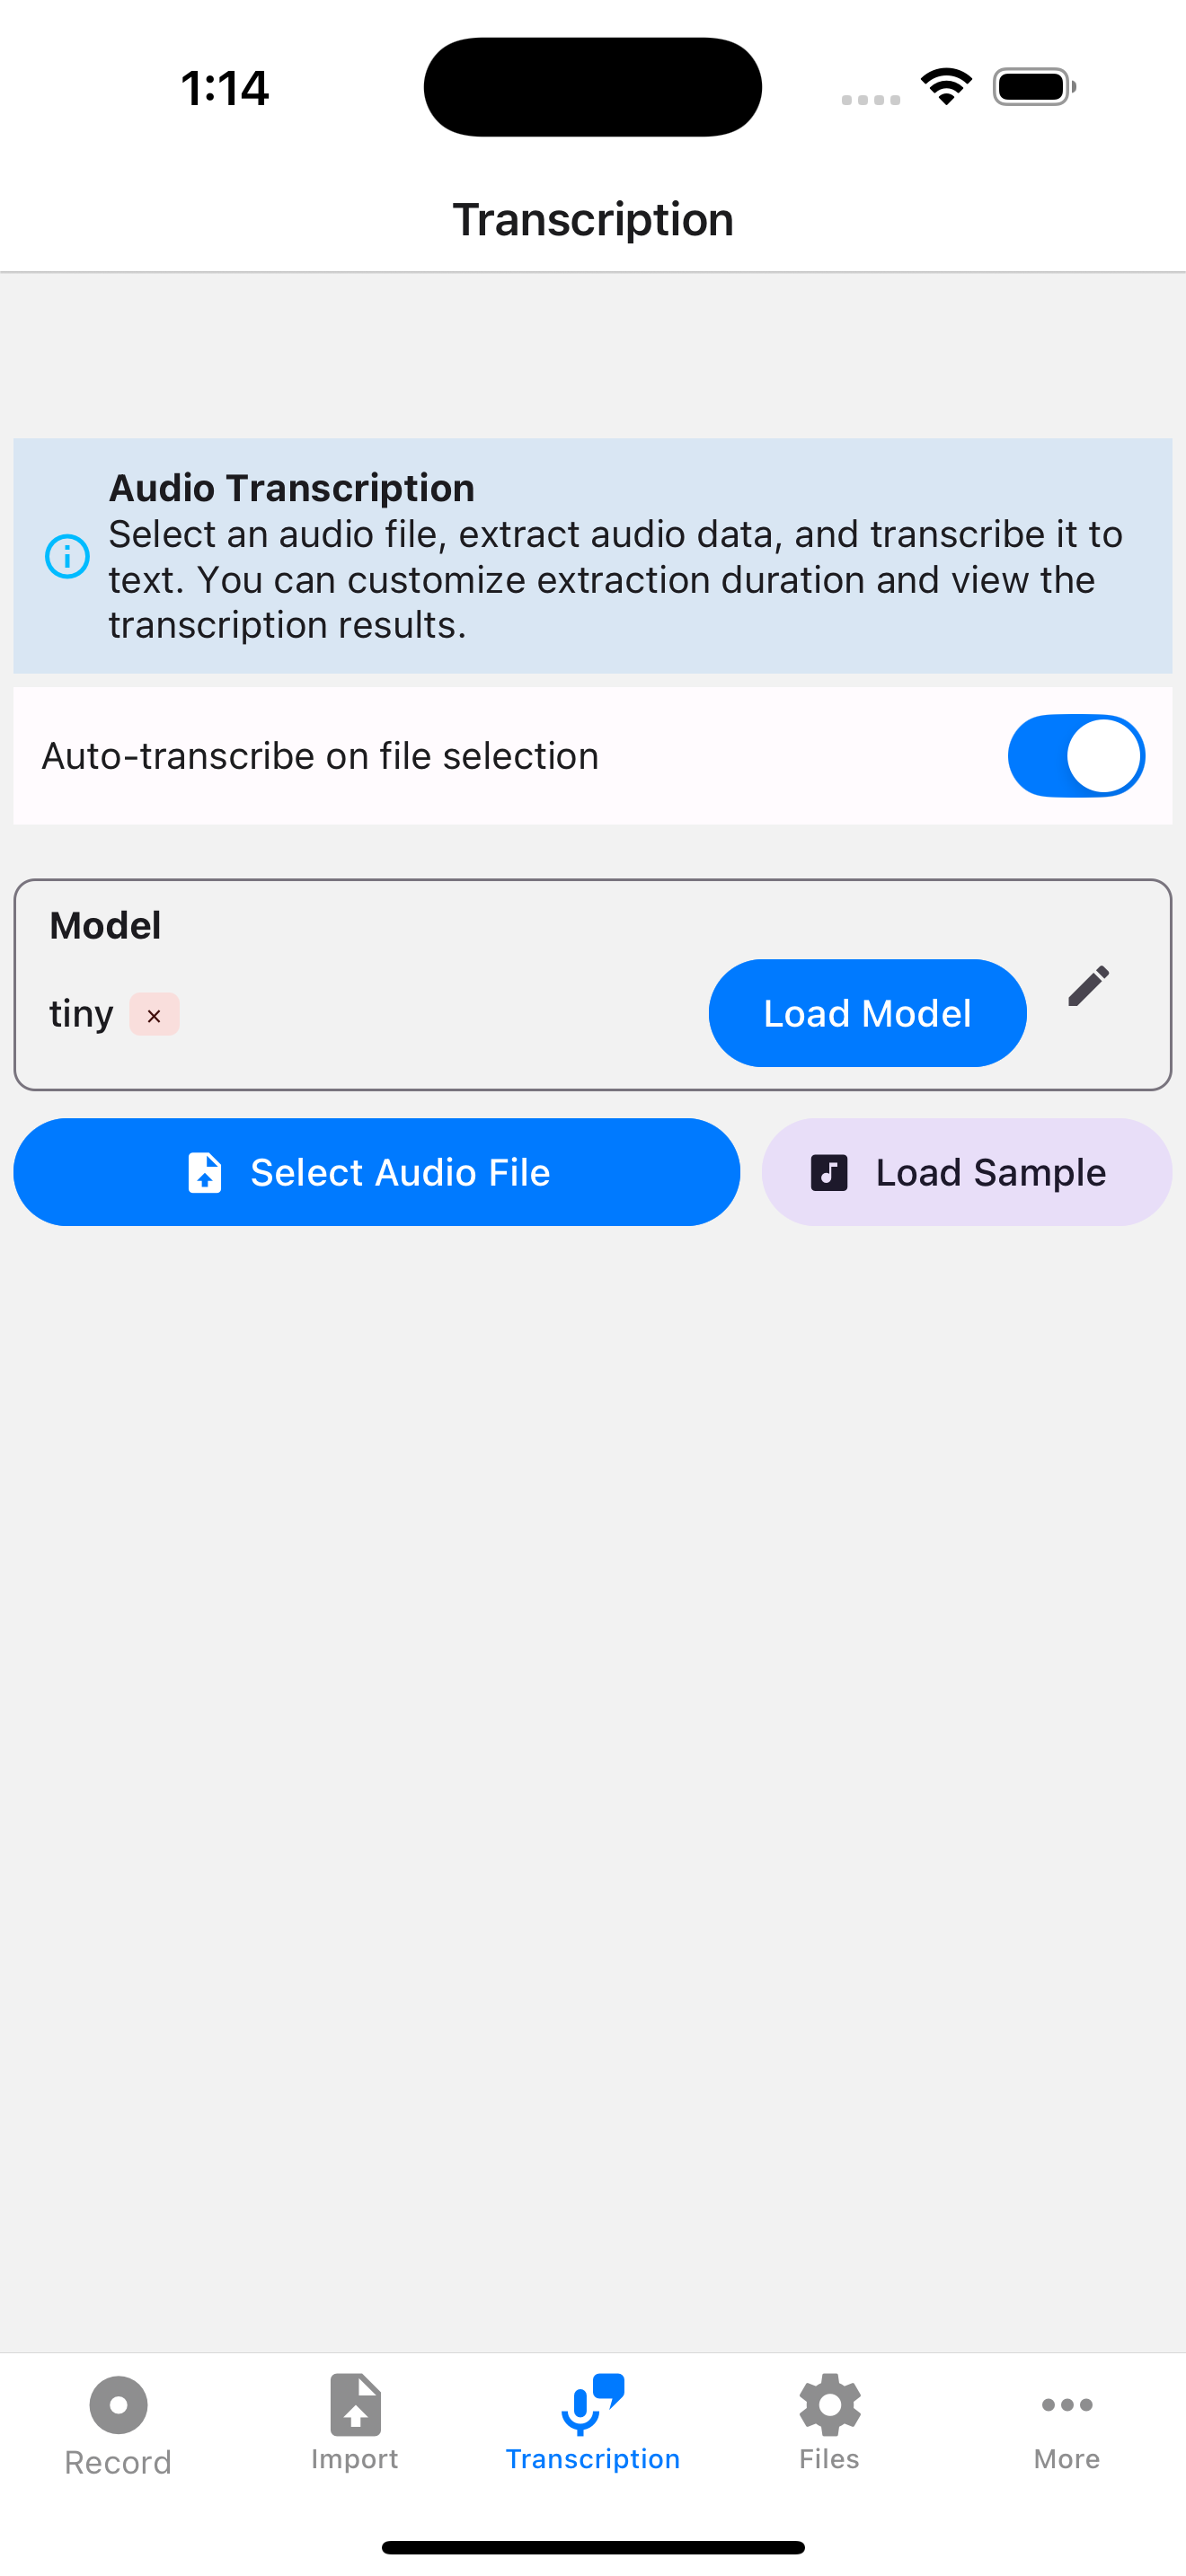 1:14
Transcription
Audio Transcription
Select an audio file, extract audio data, and transcribe it to
text. You can customize extraction duration and view the
transcription results.
Auto-transcribe on file selection
Model
tiny ×
Load Model
Select Audio File
Load Sample
Record
Import
Transcription
Files
More